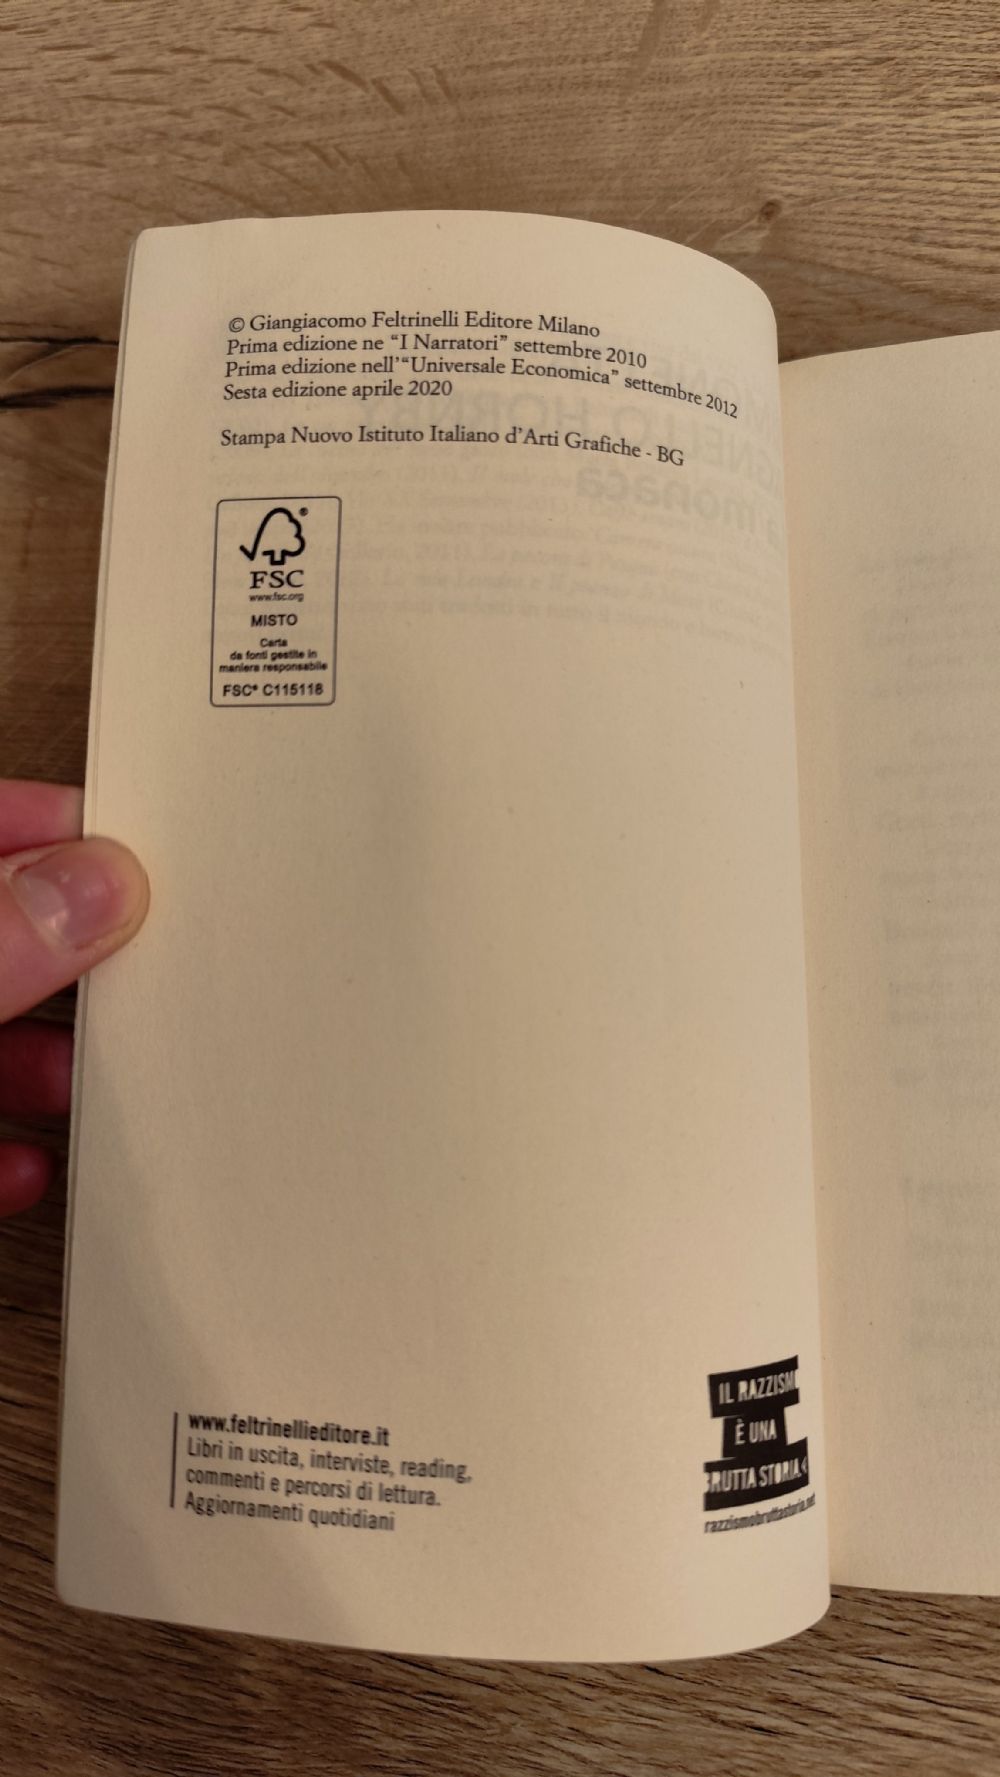 © Giangiacomo Feltrinelli Editore Milano
Prima edizione ne “I Narratori” settembre 2010
Prima edizione nell’“Universale Economica” settembre 2012
Sesta edizione aprile 2020
Stampa Nuovo Istituto Italiano d’Arti Grafiche - BG
FSC®
www.fsc.org
MISTO
Carta
da fonti gestite in
maniera responsabile
FSC® C115118
www.feltrinellieditore.it
Libri in uscita, interviste, reading,
commenti e percorsi di lettura.
Aggiornamenti quotidiani
IL RAZZISMO
È UNA
BRUTTA STORIA.
razzismobruttastoria.net